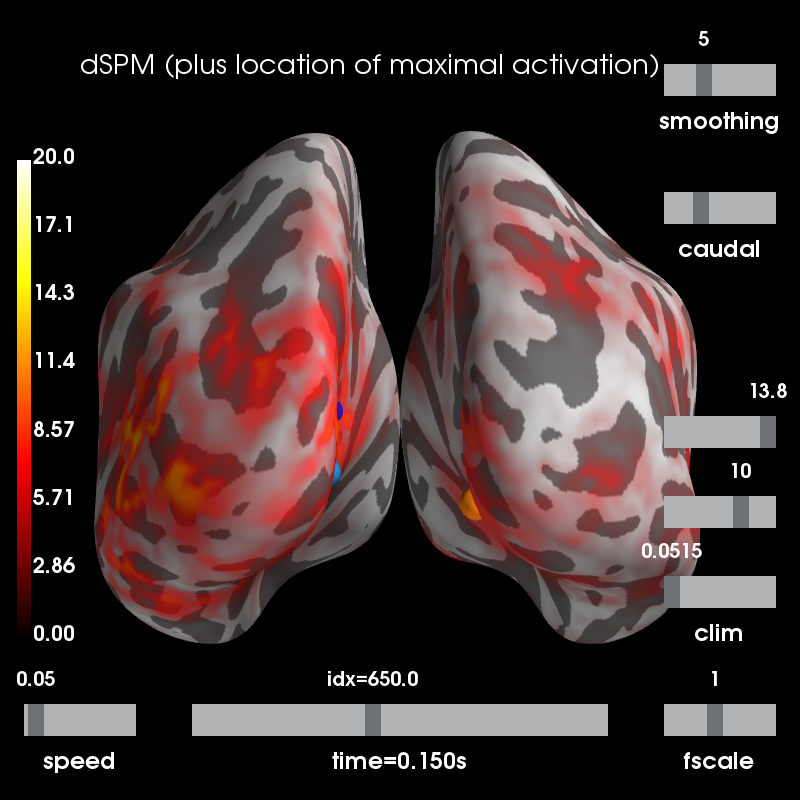 5
dSPM (plus location of maximal activation)
smoothing
20.0
17.1
14.3
11.4
8.57
5.71
2.86
0.00
caudal
13.8
10
0.0515
clim
0.05
idx=650.0
1
speed
time=0.150s
fscale